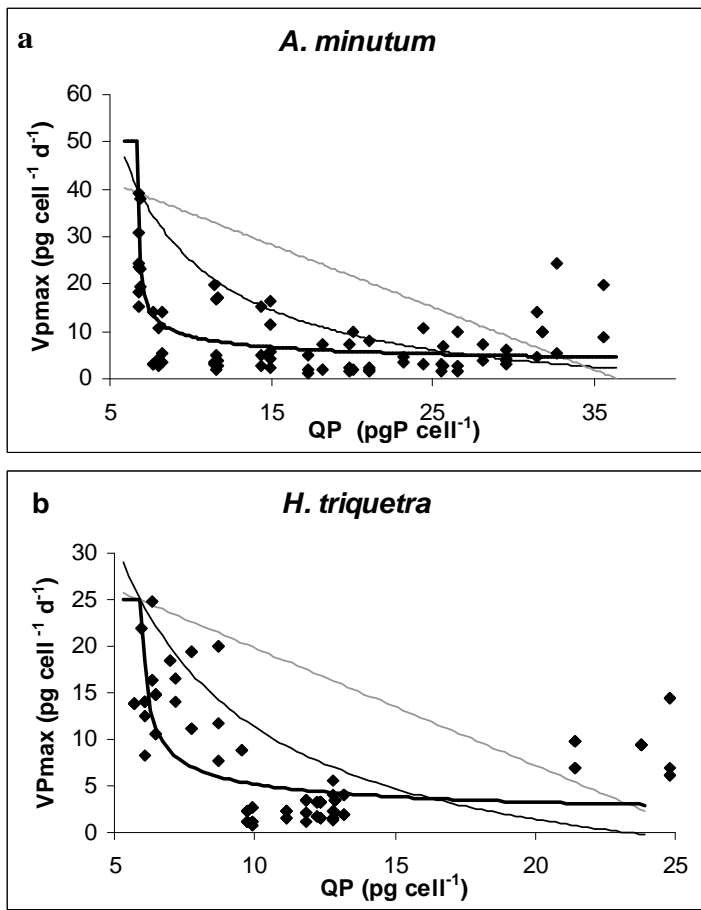 a
A. minutum
60
50
40
30
20
10
0
Vpmax (pg cell -1 d-1)
5 15 25 35
QP (pgP cell-1)
b
H. triquetra
30
25
20
15
10
5
0
VPmax (pg cell -1 d-1)
5 10 15 20 25
QP (pg cell-1)